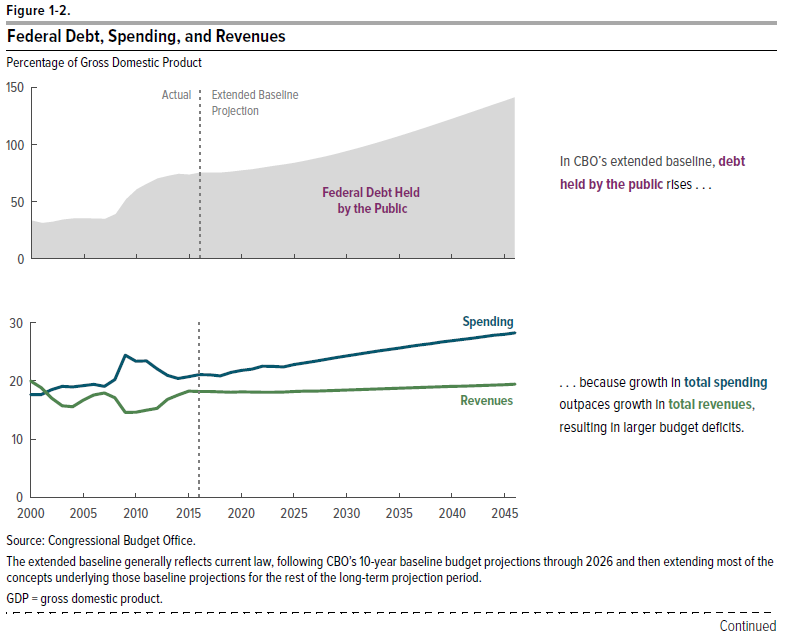 Figure 1-2.
Federal Debt, Spending, and Revenues
Percentage of Gross Domestic Product
150
100
50
0
Actual
Extended Baseline
Projection
Federal Debt Held
by the Public
In CBO's extended baseline, debt
held by the public rises . . .
30
20
10
0
Spending
Revenues
. . . because growth in total spending
outpaces growth in total revenues,
resulting in larger budget deficits.
2000 2005 2010 2015 2020 2025 2030 2035 2040 2045
Source: Congressional Budget Office.
The extended baseline generally reflects current law, following CBO's 10-year baseline budget projections through 2026 and then extending most of the
concepts underlying those baseline projections for the rest of the long-term projection period.
GDP = gross domestic product.
Continued